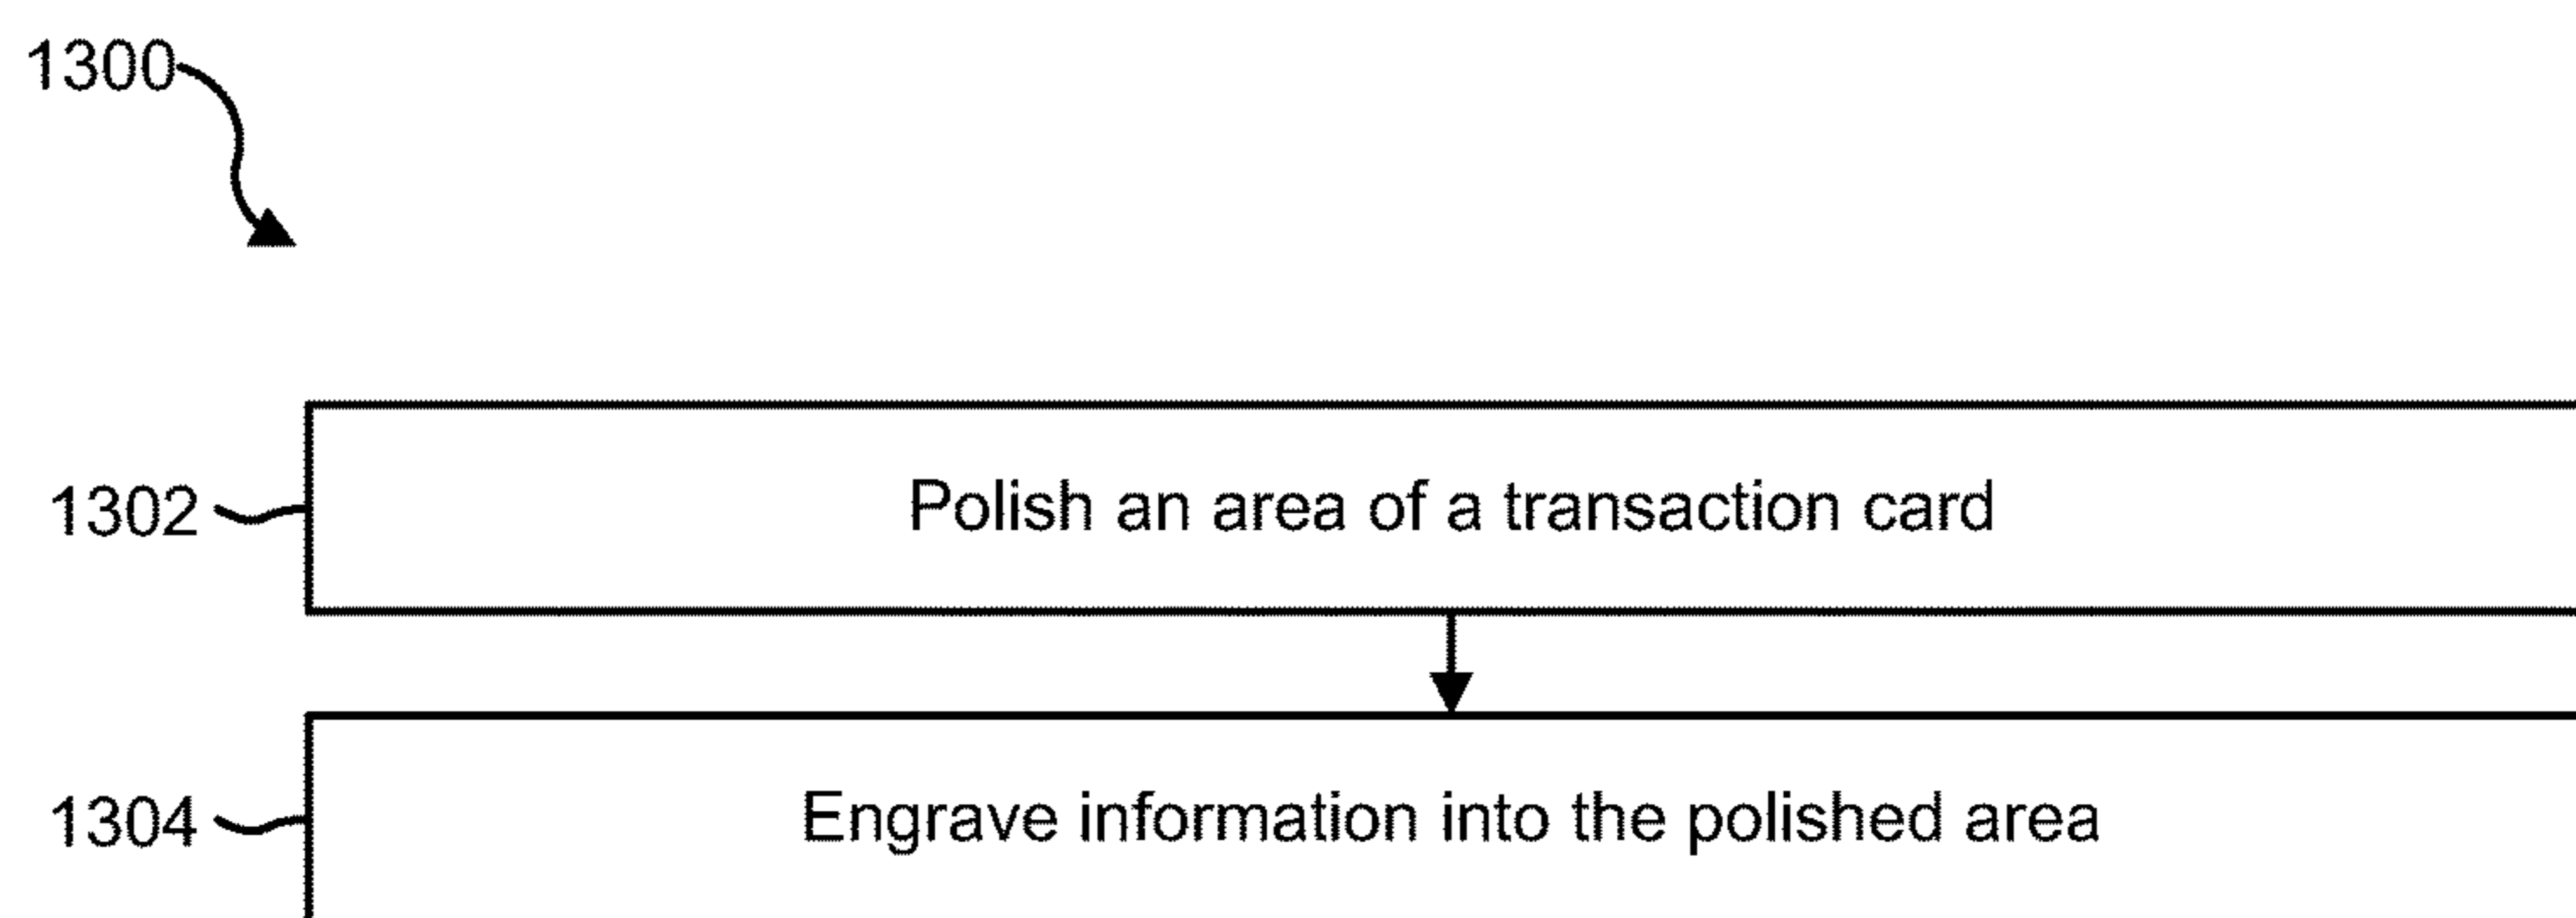 1300
1302 Polish an area of a transaction card
1304 Engrave information into the polished area